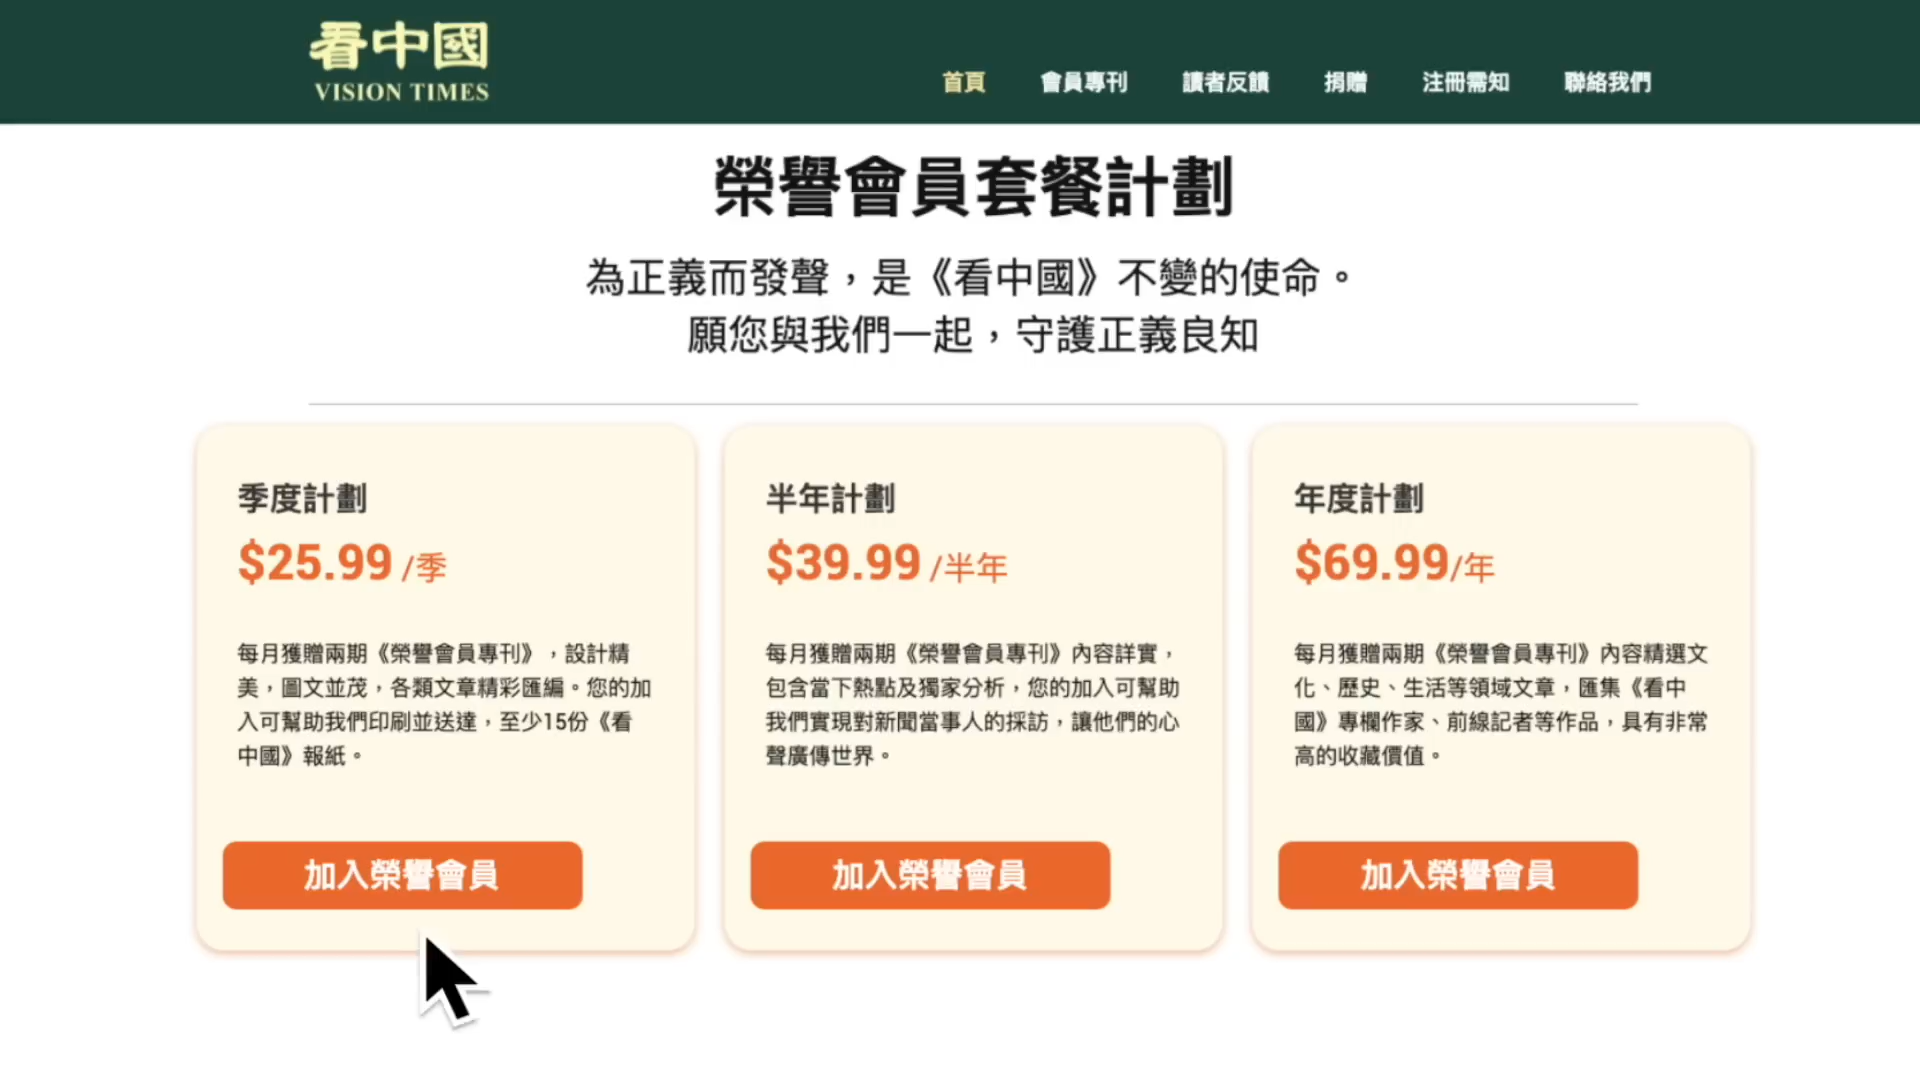 看中國
VISION TIMES
首頁 會員專刊 讀者反饋 捐贈 注冊需知 聯絡我們
榮譽會員套餐計劃
為正義而發聲，是《看中國》不變的使命。
願您與我們一起，守護正義良知
季度計劃
$25.99 /季
每月獲贈兩期《榮譽會員專刊》，設計精
美，圖文並茂，各類文章精彩匯編。您的加
入可幫助我們印刷並送達，至少15份《看
中國》報紙。
加入榮譽會員
半年計劃
$39.99 /半年
每月獲贈兩期《榮譽會員專刊》內容詳實，
包含當下熱點及獨家分析，您的加入可幫助
我們實現對新聞當事人的採訪，讓他們的心
聲廣傳世界。
加入榮譽會員
年度計劃
$69.99/年
每月獲贈兩期《榮譽會員專刊》內容精選文
化、歷史、生活等領域文章，匯集《看中
國》專欄作家、前線記者等作品，具有非常
高的收藏價值。
加入榮譽會員